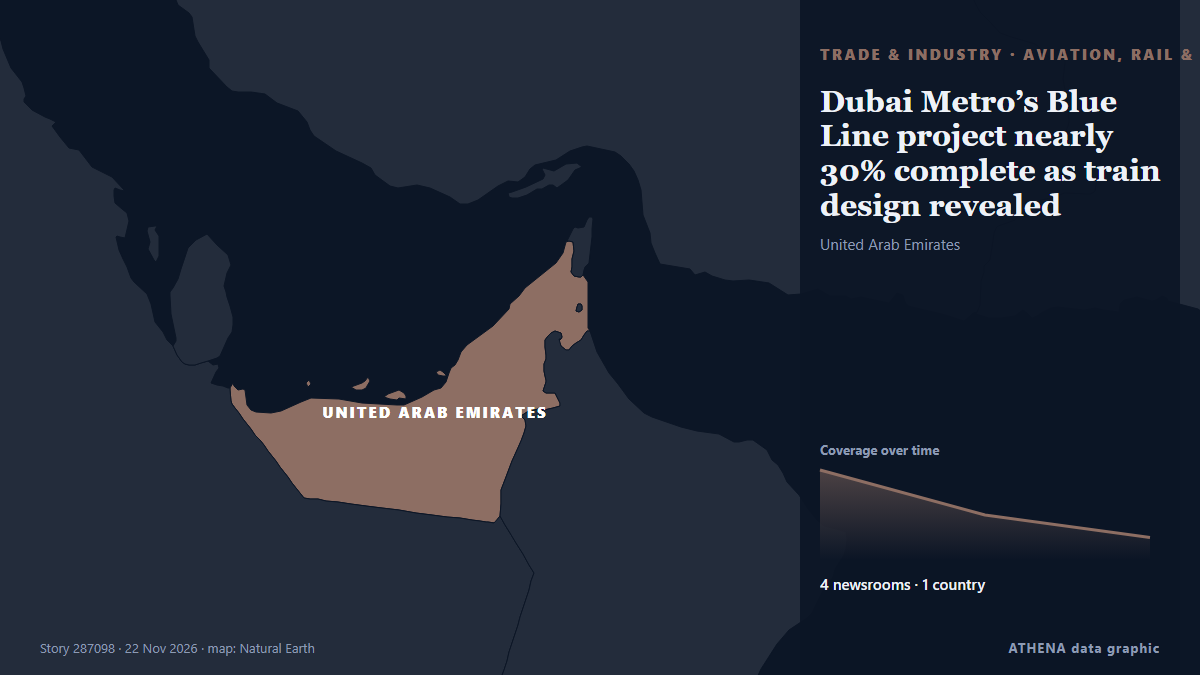 TRADE & INDUSTRY · AVIATION, RAIL &
Dubai Metro’s Blue
Line project nearly
30% complete as train
design revealed
United Arab Emirates
UNITED ARAB EMIRATES
Coverage over time
4 newsrooms · 1 country
Story 287098 · 22 Nov 2026 · map: Natural Earth
ATHENA data graphic